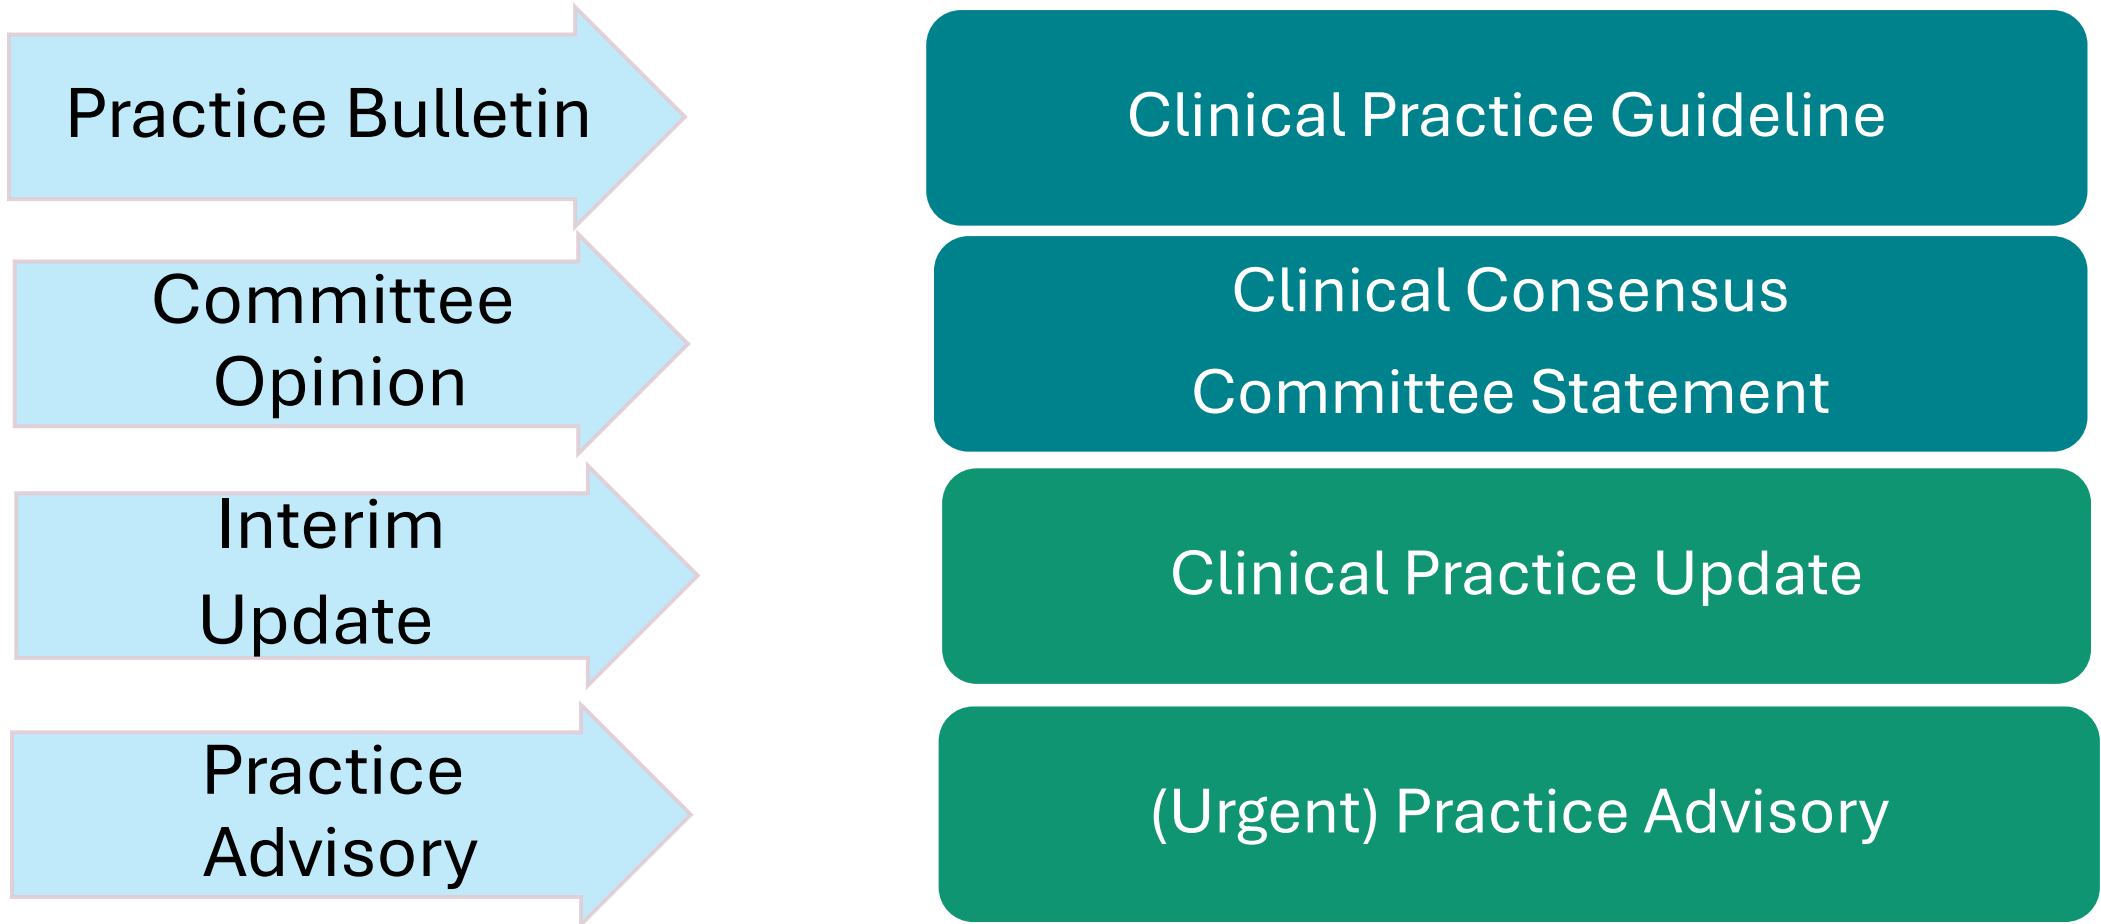 Practice Bulletin
Clinical Practice Guideline
Committee
Opinion
Clinical Consensus
Committee Statement
Interim
Update
Clinical Practice Update
Practice
Advisory
(Urgent) Practice Advisory